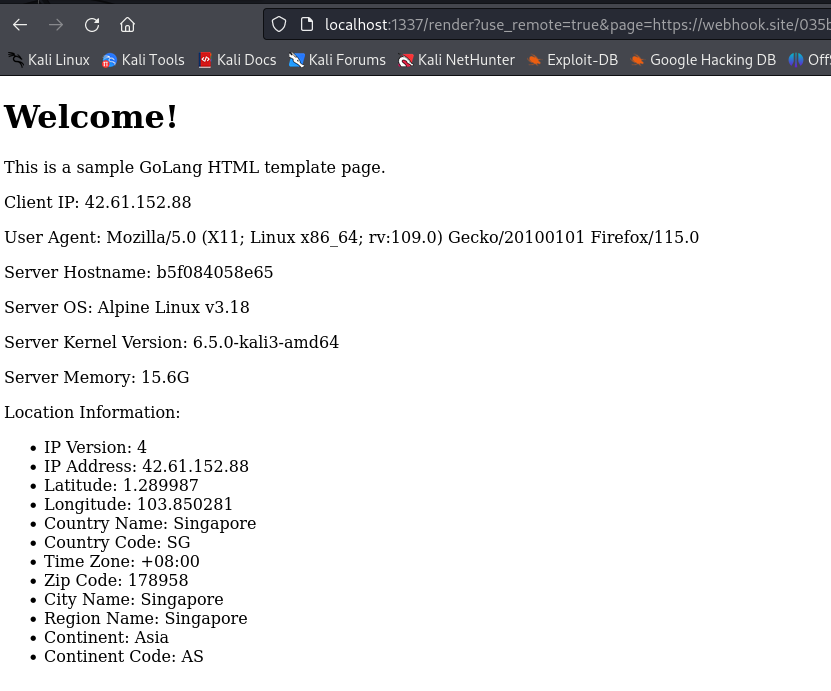 localhost:1337/render?use_remote=true&page=https://webhook.site/035b
Kali Linux Kali Tools Kali Docs Kali Forums Kali NetHunter Exploit-DB Google Hacking DB OffS
Welcome!
This is a sample GoLang HTML template page.
Client IP: 42.61.152.88
User Agent: Mozilla/5.0 (X11; Linux x86_64; rv:109.0) Gecko/20100101 Firefox/115.0
Server Hostname: b5f084058e65
Server OS: Alpine Linux v3.18
Server Kernel Version: 6.5.0-kali3-amd64
Server Memory: 15.6G
Location Information:
• IP Version: 4
• IP Address: 42.61.152.88
• Latitude: 1.289987
• Longitude: 103.850281
• Country Name: Singapore
• Country Code: SG
• Time Zone: +08:00
• Zip Code: 178958
• City Name: Singapore
• Region Name: Singapore
• Continent: Asia
• Continent Code: AS